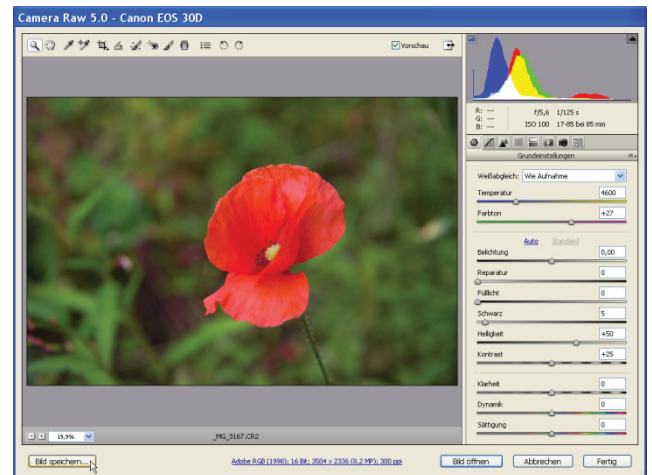 Camera Raw 5.0 - Canon EOS 30D
Vorschau
R: ---
G: ---
B: ---
f/5,6 1/125 s
ISO 100 17-85 bei 85 mm
Grundeinstellungen
Weißabgleich: Wie Aufnahme
Temperatur 4600
Farbton +27
Auto Standard
Belichtung 0,00
Reparatur 0
Fülllicht 0
Schwarz 5
Helligkeit +50
Kontrast +25
Klarheit 0
Dynamik 0
Sättigung 0
- + 19,9% _MG_3167.CR2
Bild speichern... Adobe RGB (1998); 16 Bit; 3504 x 2336 (8,2 MP); 300 ppi Bild öffnen Abbrechen Fertig